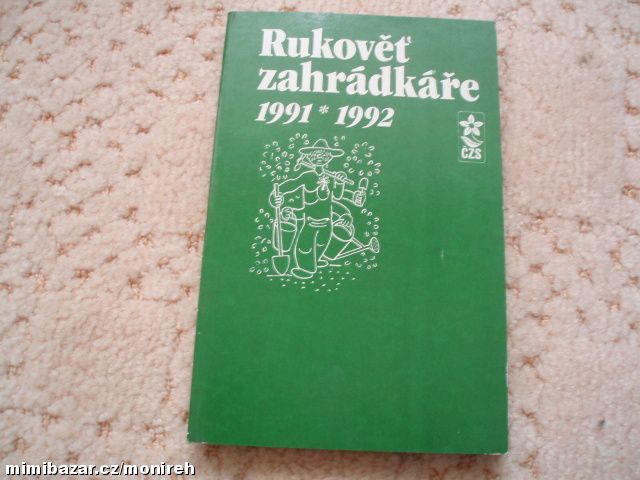 Rukověť
zahrádkáře
1991 * 1992
ČZS
mimibazar.cz/monireh